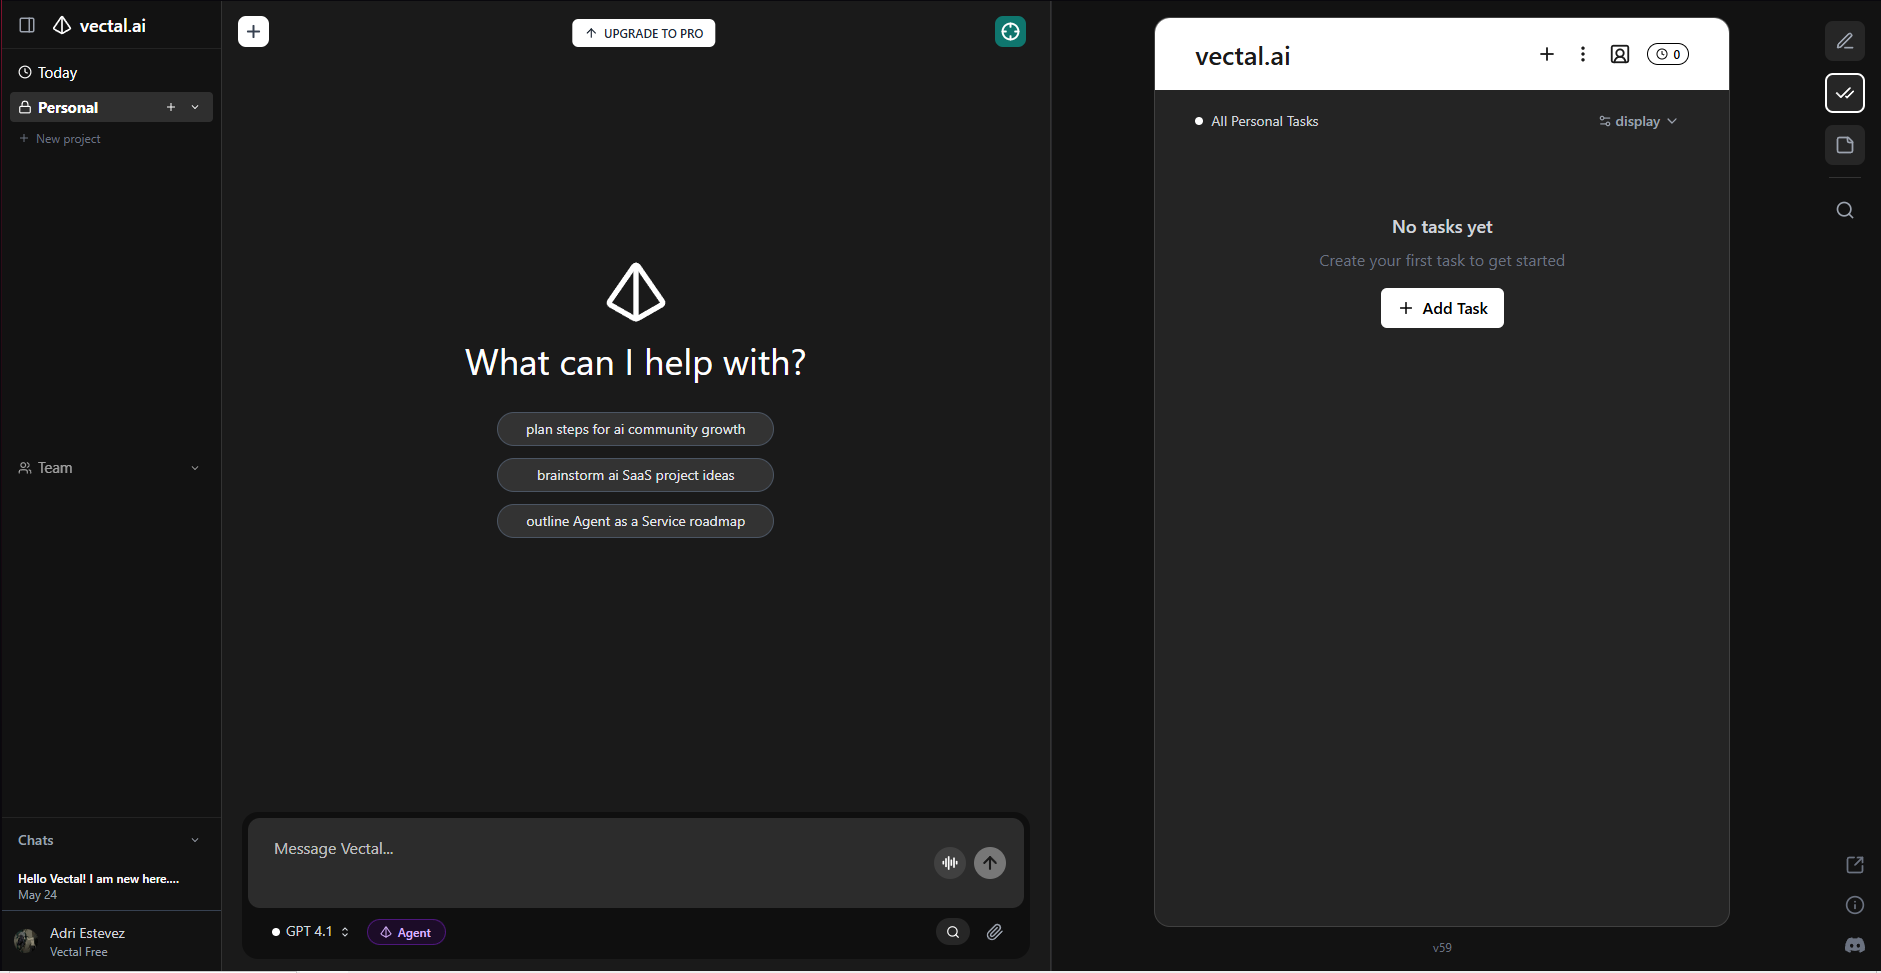 vectal.ai
Today
Personal
New project
Team
Chats
Hello Vectal! I am new here....
May 24
Adri Estevez
Vectal Free
UPGRADE TO PRO
What can I help with?
plan steps for ai community growth
brainstorm ai SaaS project ideas
outline Agent as a Service roadmap
Message Vectal...
GPT 4.1
Agent
vectal.ai
0
All Personal Tasks
display
No tasks yet
Create your first task to get started
Add Task
v59